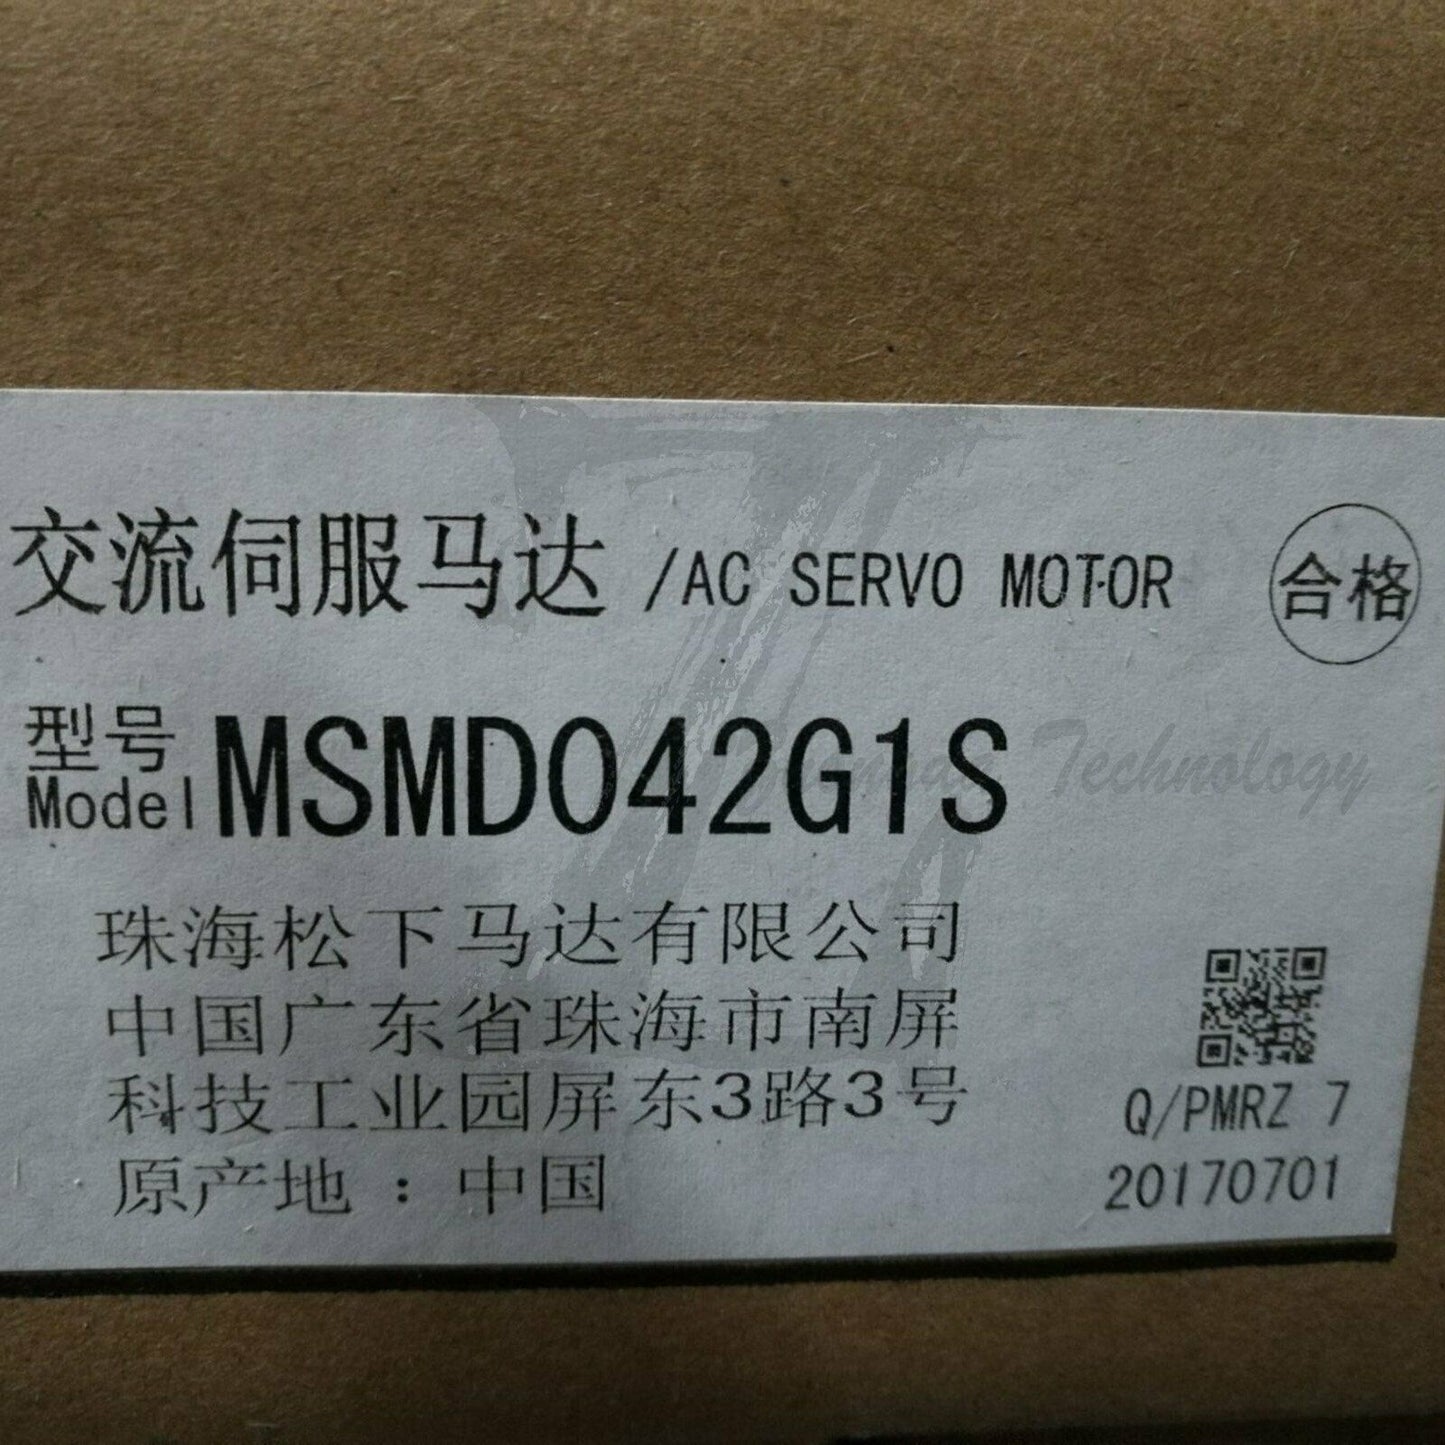 交流伺服马达 /AC SERVO MOTOR 合格
型号
Model MSMD042G1S
Technology
珠海松下马达有限公司
中国广东省珠海市南屏
科技工业园屏东3路3号
原产地：中国
Q/PMRZ 7
20170701